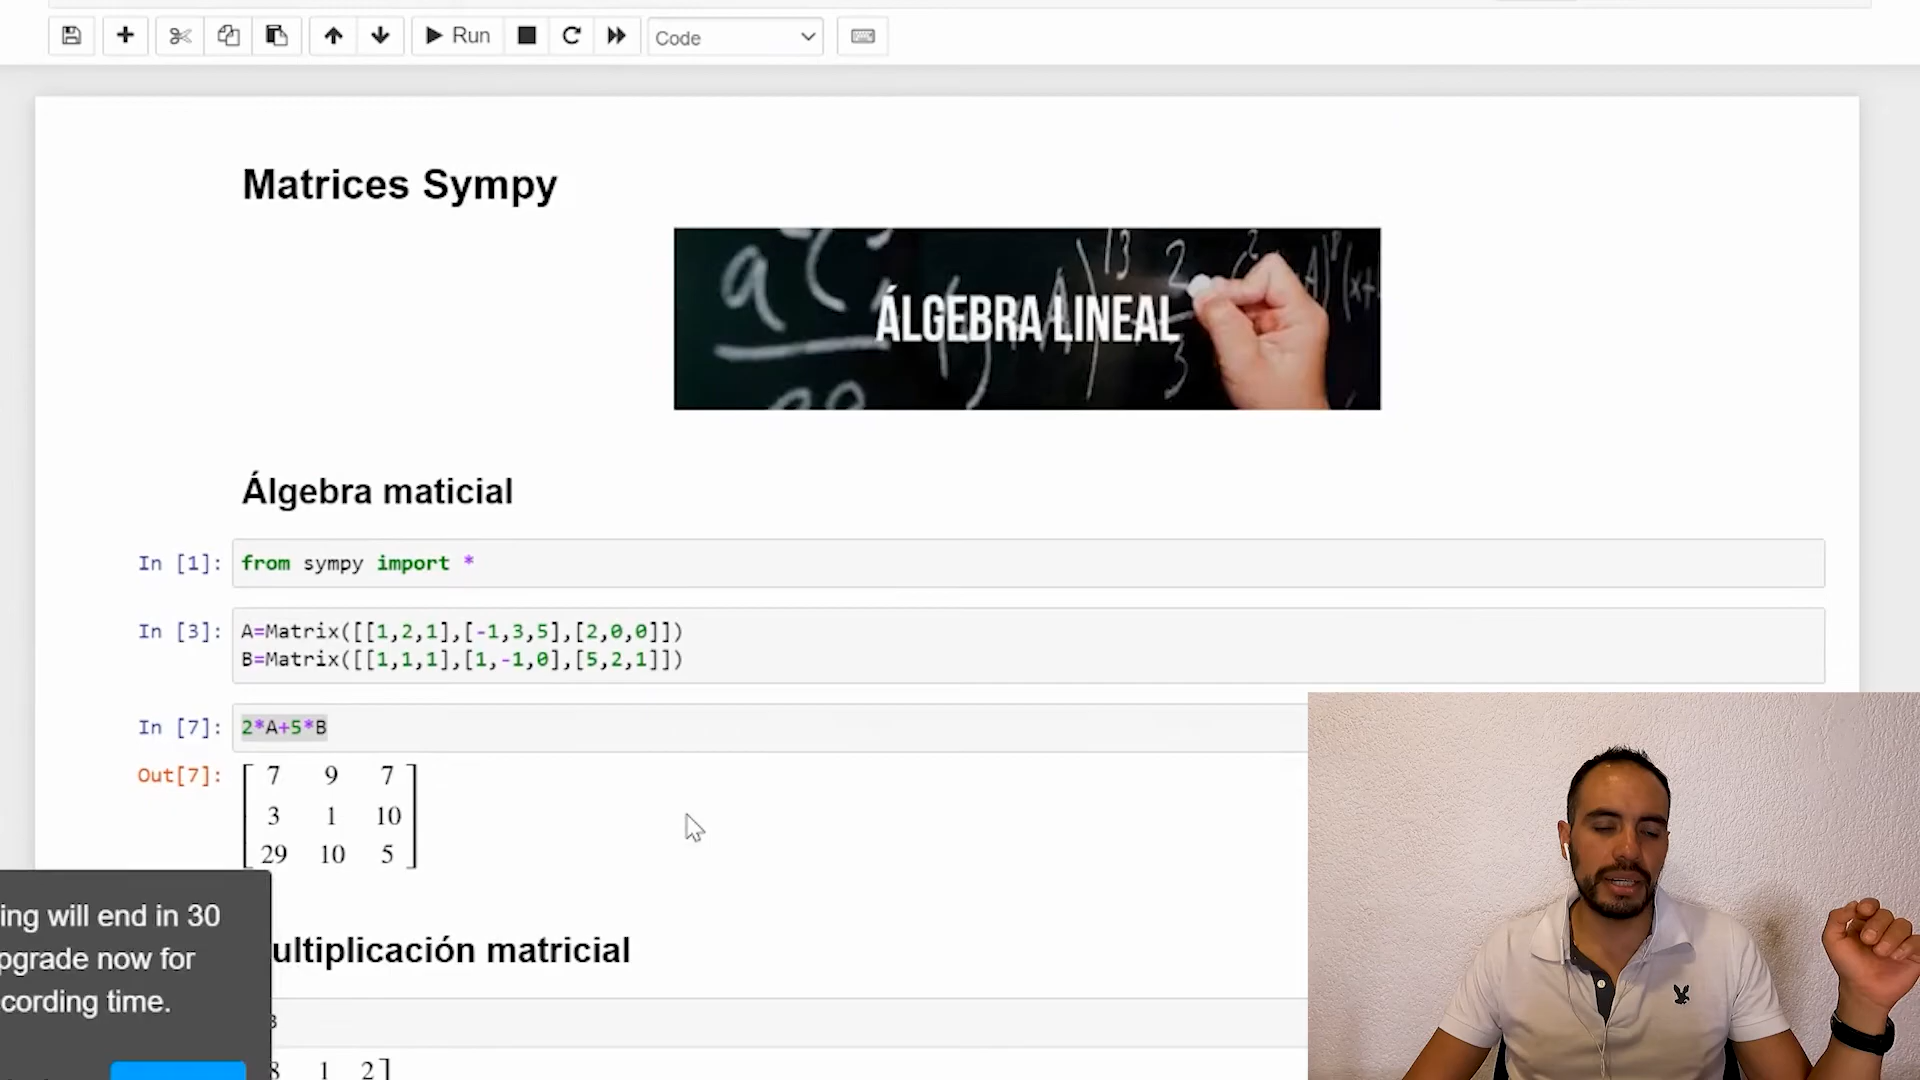 Run
Code
Matrices Sympy
ÁLGEBRA LINEAL
Álgebra maticial
In [1]: from sympy import *
In [3]: A=Matrix([[1,2,1],[-1,3,5],[2,0,0]])
B=Matrix([[1,1,1],[1,-1,0],[5,2,1]])
In [7]: 2*A+5*B
Out[7]: 7 9 7
3 1 10
29 10 5
ing will end in 30
pgrade now for
cording time.
ultiplicación matricial
8 1 2